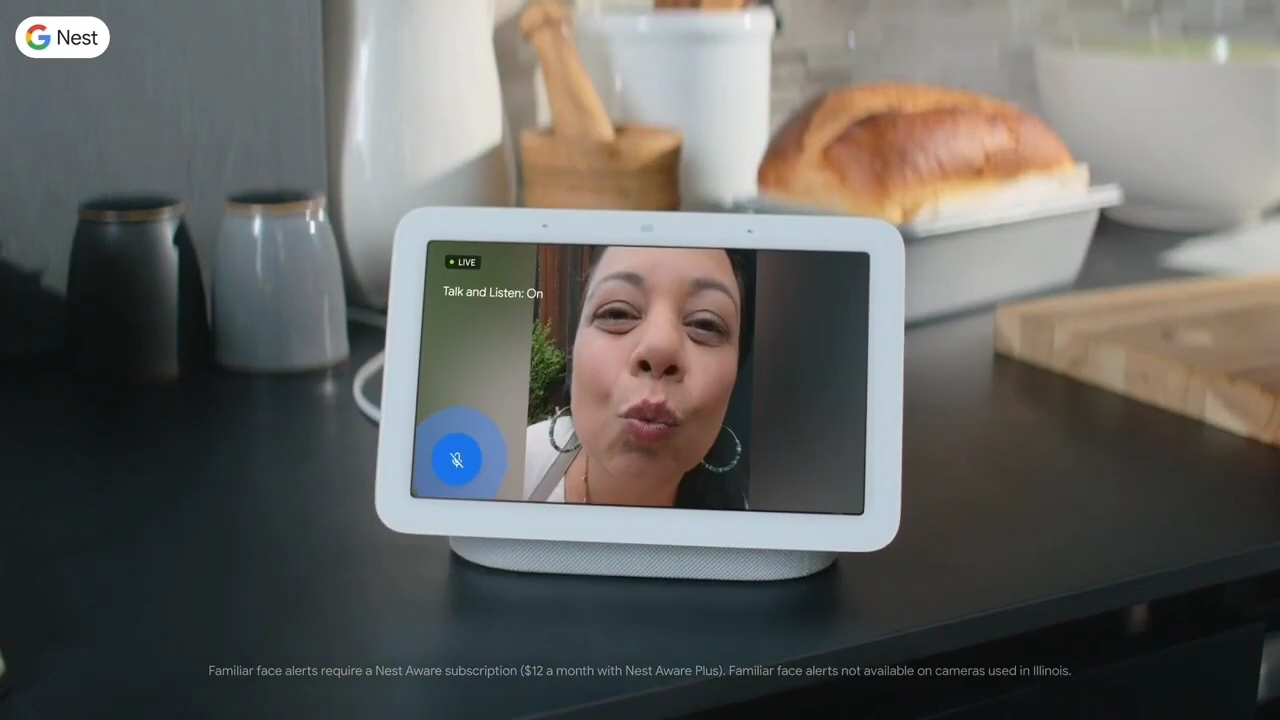 G Nest
LIVE
Talk and Listen: On
Familiar face alerts require a Nest Aware subscription ($12 a month with Nest Aware Plus). Familiar face alerts not available on cameras used in Illinois.